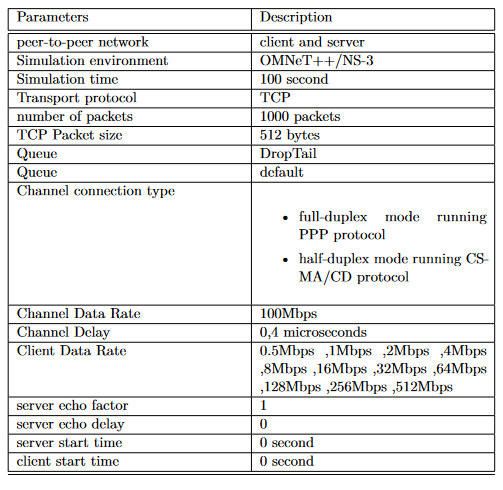 Parameters Description
peer-to-peer network client and server
Simulation environment OMNeT++/NS-3
Simulation time 100 second
Transport protocol TCP
number of packets 1000 packets
TCP Packet size 512 bytes
Queue DropTail
Queue default
Channel connection type
• full-duplex mode running
PPP protocol
• half-duplex mode running CS-
MA/CD protocol
Channel Data Rate 100Mbps
Channel Delay 0,4 microseconds
Client Data Rate 0.5Mbps ,1Mbps ,2Mbps ,4Mbps
,8Mbps ,16Mbps ,32Mbps ,64Mbps
,128Mbps ,256Mbps ,512Mbps
server echo factor 1
server echo delay 0
server start time 0 second
client start time 0 second